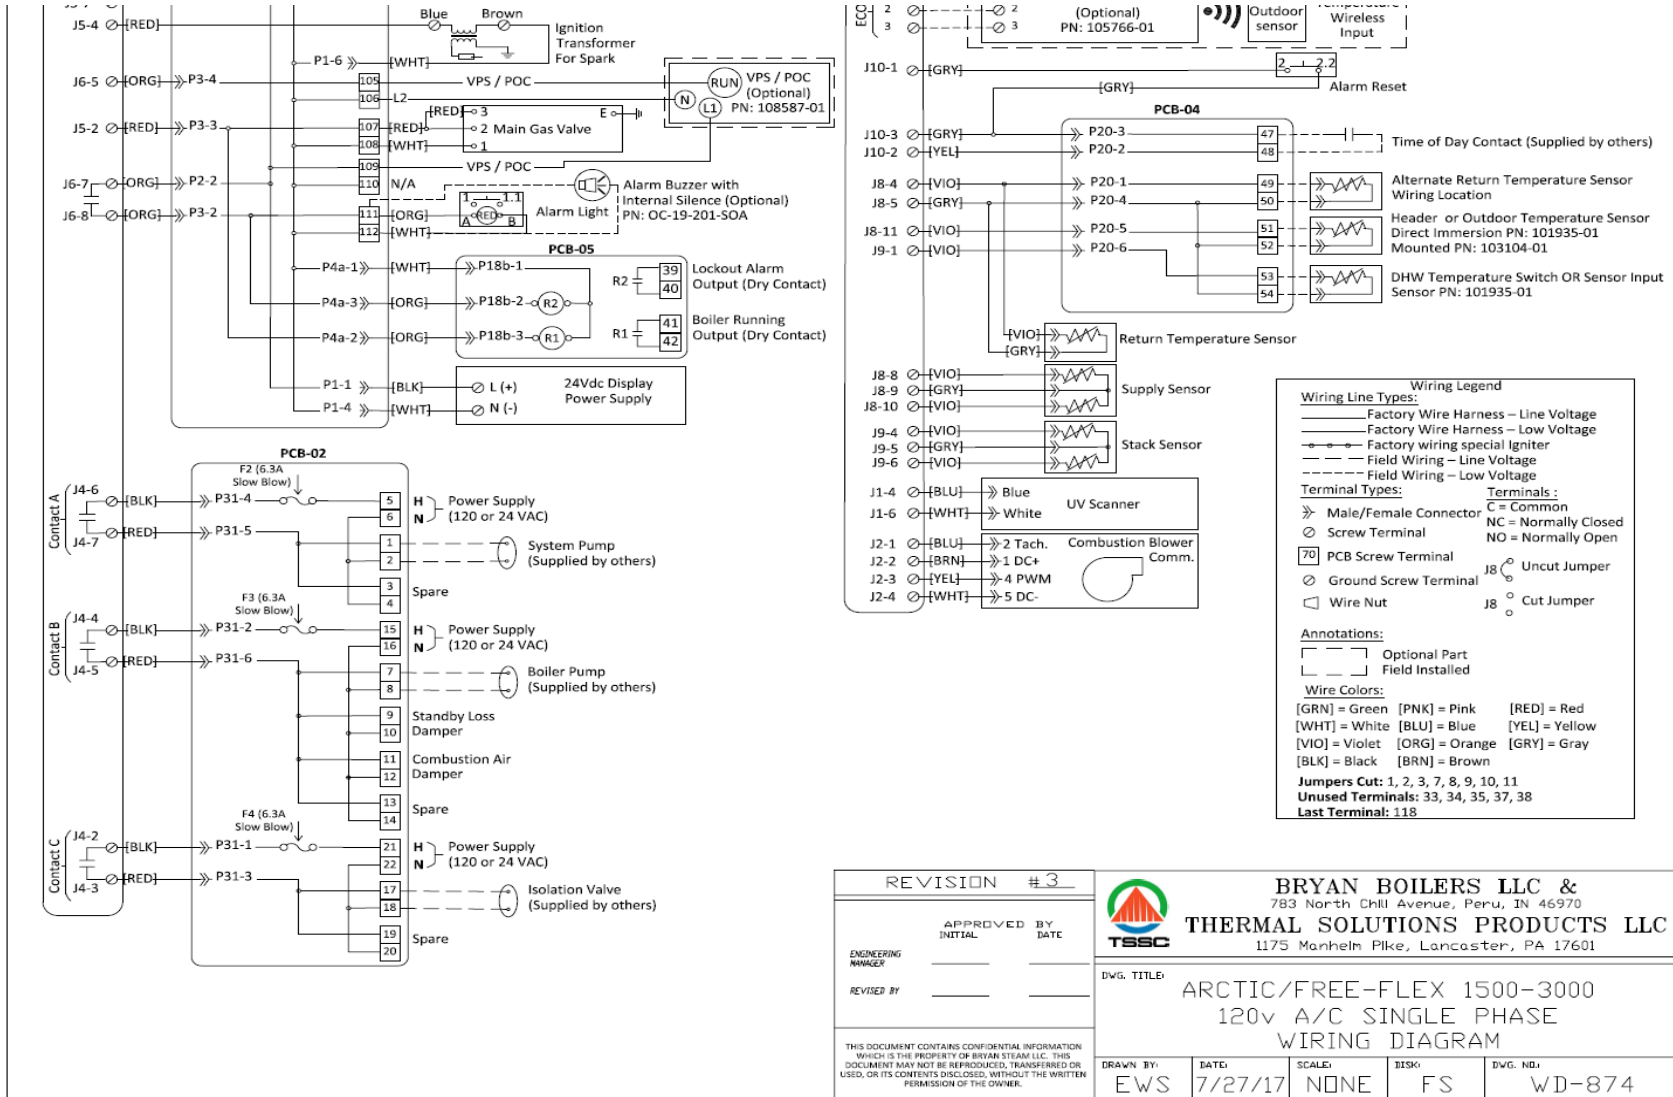 J5-4 [RED]
Blue Brown
Ignition
Transformer
For Spark
P1-6 [WHT]
J6-5 [ORG] P3-4 105 VPS / POC
106 L2
RUN N L1
VPS / POC
(Optional)
PN: 108587-01
J5-2 [RED] P3-3 107 [RED]
[RED] 3
2 Main Gas Valve
E
108 [WHT] 1
109 VPS / POC
J6-7 [ORG] P2-2 110 N/A
J6-8 [ORG] P3-2 111 [ORG]
112 [WHT]
1 1.1
A RED B
Alarm Light
Alarm Buzzer with
Internal Silence (Optional)
PN: OC-19-201-SOA
PCB-05
P4a-1 [WHT] P18b-1
P4a-3 [ORG] P18b-2 R2
P4a-2 [ORG] P18b-3 R1
R2 39 40
Lockout Alarm
Output (Dry Contact)
R1 41 42
Boiler Running
Output (Dry Contact)
P1-1 [BLK] L (+)
P1-4 [WHT] N (-)
24Vdc Display
Power Supply
PCB-02
F2 (6.3A
Slow Blow)
Contact A
J4-6 [BLK] P31-4
J4-7 [RED] P31-5
5 H
6 N
Power Supply
(120 or 24 VAC)
1
2
System Pump
(Supplied by others)
3
4
Spare
F3 (6.3A
Slow Blow)
Contact B
J4-4 [BLK] P31-2
J4-5 [RED] P31-6
15 H
16 N
Power Supply
(120 or 24 VAC)
7
8
Boiler Pump
(Supplied by others)
9
10
Standby Loss
Damper
11
12
Combustion Air
Damper
13
14
Spare
F4 (6.3A
Slow Blow)
Contact C
J4-2 [BLK] P31-1
J4-3 [RED] P31-3
21 H
22 N
Power Supply
(120 or 24 VAC)
17
18
Isolation Valve
(Supplied by others)
19
20
Spare
2 2
3 3
(Optional)
PN: 105766-01
Outdoor
sensor
Wireless
Input
J10-1 [GRY]
2 2.2
Alarm Reset
[GRY]
PCB-04
J10-3 [GRY] P20-3 47
J10-2 [YEL] P20-2 48
Time of Day Contact (Supplied by others)
J8-4 [VIO] P20-1 49
J8-5 [GRY] P20-4 50
Alternate Return Temperature Sensor
Wiring Location
J8-11 [VIO] P20-5 51
J9-1 [VIO] P20-6 52
Header or Outdoor Temperature Sensor
Direct Immersion PN: 101935-01
Mounted PN: 103104-01
53
54
DHW Temperature Switch OR Sensor Input
Sensor PN: 101935-01
[VIO]
[GRY]
Return Temperature Sensor
J8-8 [VIO]
J8-9 [GRY]
J8-10 [VIO]
Supply Sensor
J9-4 [VIO]
J9-5 [GRY]
J9-6 [VIO]
Stack Sensor
J1-4 [BLU] Blue
J1-6 [WHT] White
UV Scanner
J2-1 [BLU] 2 Tach.
J2-2 [BRN] 1 DC+
J2-3 [YEL] 4 PWM
J2-4 [WHT] 5 DC-
Combustion Blower
Comm.
Wiring Legend
Wiring Line Types:
Factory Wire Harness – Line Voltage
Factory Wire Harness – Low Voltage
Factory wiring special Igniter
Field Wiring – Line Voltage
Field Wiring – Low Voltage
Terminal Types:
Male/Female Connector
Screw Terminal
70 PCB Screw Terminal
Ground Screw Terminal
Wire Nut
Terminals :
C = Common
NC = Normally Closed
NO = Normally Open
J8 Uncut Jumper
J8 Cut Jumper
Annotations:
Optional Part
Field Installed
Wire Colors:
[GRN] = Green [PNK] = Pink [RED] = Red
[WHT] = White [BLU] = Blue [YEL] = Yellow
[VIO] = Violet [ORG] = Orange [GRY] = Gray
[BLK] = Black [BRN] = Brown
Jumpers Cut: 1, 2, 3, 7, 8, 9, 10, 11
Unused Terminals: 33, 34, 35, 37, 38
Last Terminal: 118
REVISION #3
APPROVED BY
INITIAL DATE
ENGINEERING
MANAGER
REVISED BY
THIS DOCUMENT CONTAINS CONFIDENTIAL INFORMATION
WHICH IS THE PROPERTY OF BRYAN STEAM LLC. THIS
DOCUMENT MAY NOT BE REPRODUCED, TRANSFERRED OR
USED, OR ITS CONTENTS DISCLOSED, WITHOUT THE WRITTEN
PERMISSION OF THE OWNER.
TSSC
BRYAN BOILERS LLC &
783 North Chili Avenue, Peru, IN 46970
THERMAL SOLUTIONS PRODUCTS LLC
1175 Manheim Pike, Lancaster, PA 17601
DWG. TITLE:
ARCTIC/FREE-FLEX 1500-3000
120v A/C SINGLE PHASE
WIRING DIAGRAM
DRAWN BY: EWS
DATE: 7/27/17
SCALE: NONE
DISK: FS
DWG. NO.: WD-874